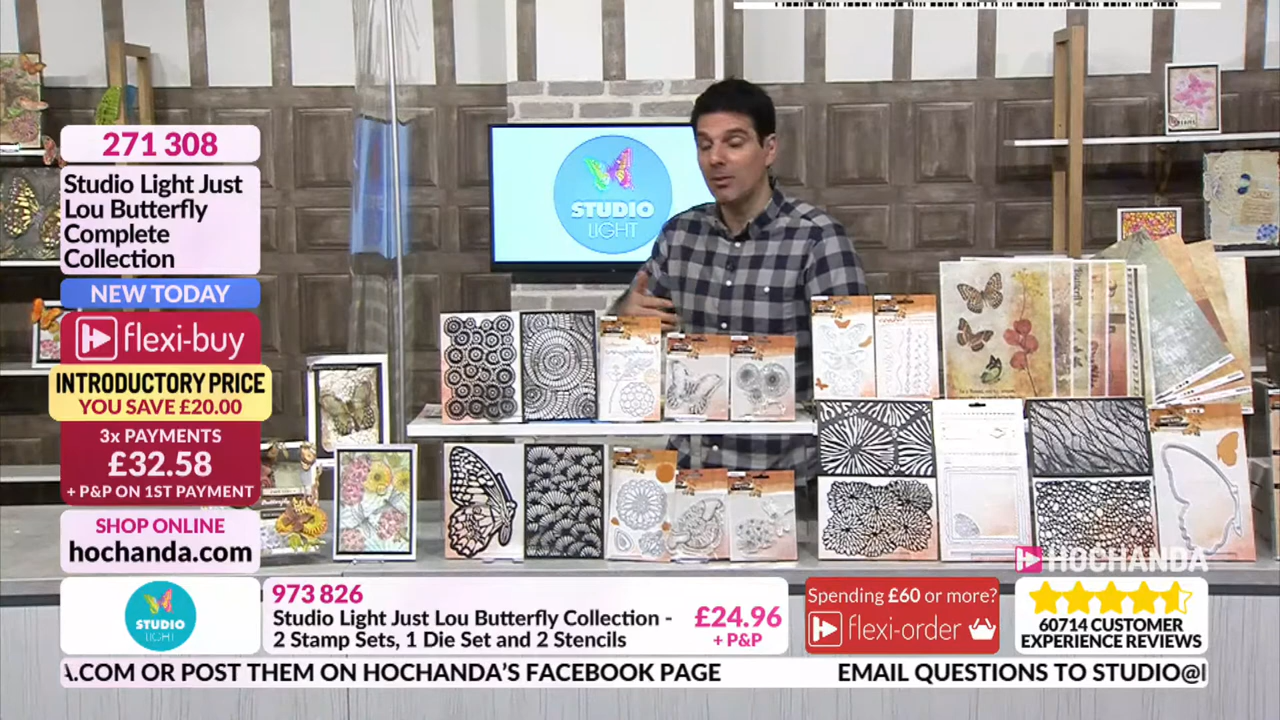 271 308
Studio Light Just
Lou Butterfly
Complete
Collection
NEW TODAY
flexi-buy
INTRODUCTORY PRICE
YOU SAVE £20.00
3x PAYMENTS
£32.58
+ P&P ON 1ST PAYMENT
SHOP ONLINE
hochanda.com
STUDIO
LIGHT
HOCHANDA
STUDIO
LIGHT
973 826
Studio Light Just Lou Butterfly Collection -
2 Stamp Sets, 1 Die Set and 2 Stencils
£24.96
+ P&P
Spending £60 or more?
flexi-order
60714 CUSTOMER
EXPERIENCE REVIEWS
.COM OR POST THEM ON HOCHANDA'S FACEBOOK PAGE EMAIL QUESTIONS TO STUDIO@